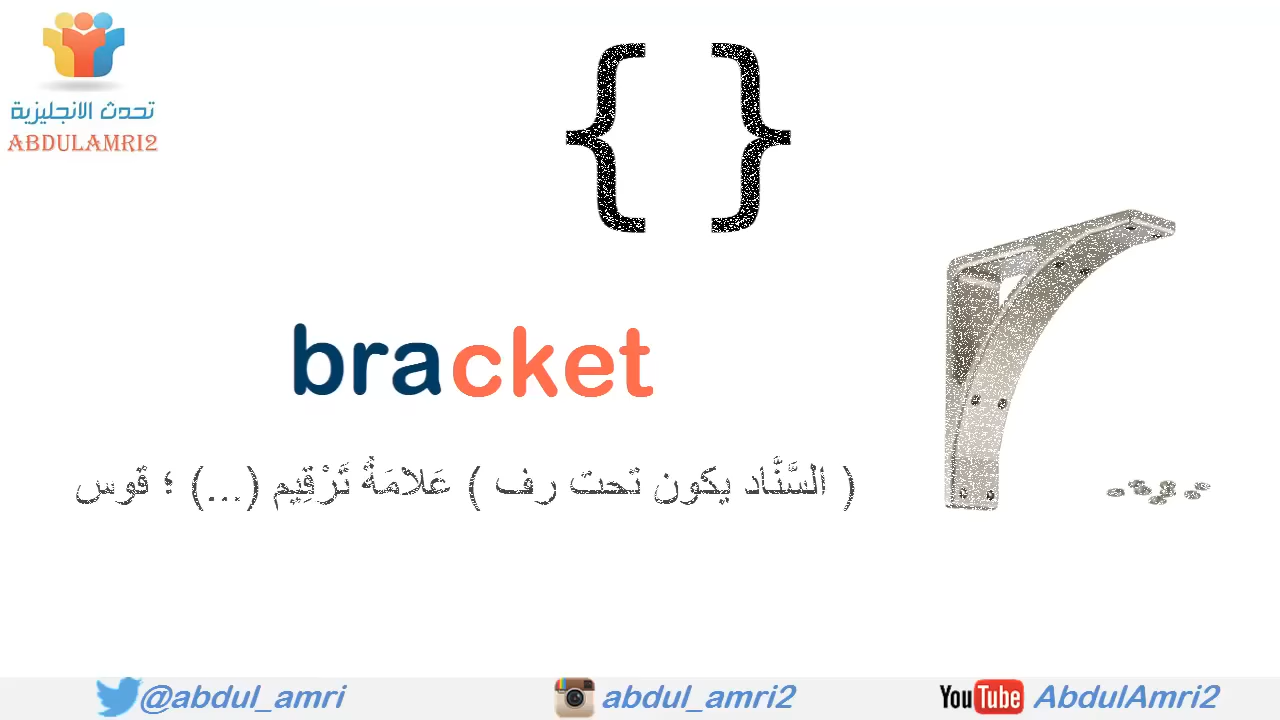 تحدث الانجليزية
ABDULAMRI2
{ }
bracket
( السَّنَّاد يكون تحت رف ) عَلامَةُ تَرْقِيم (...) ؛ قوس
@abdul_amri
abdul_amri2
YouTube AbdulAmri2